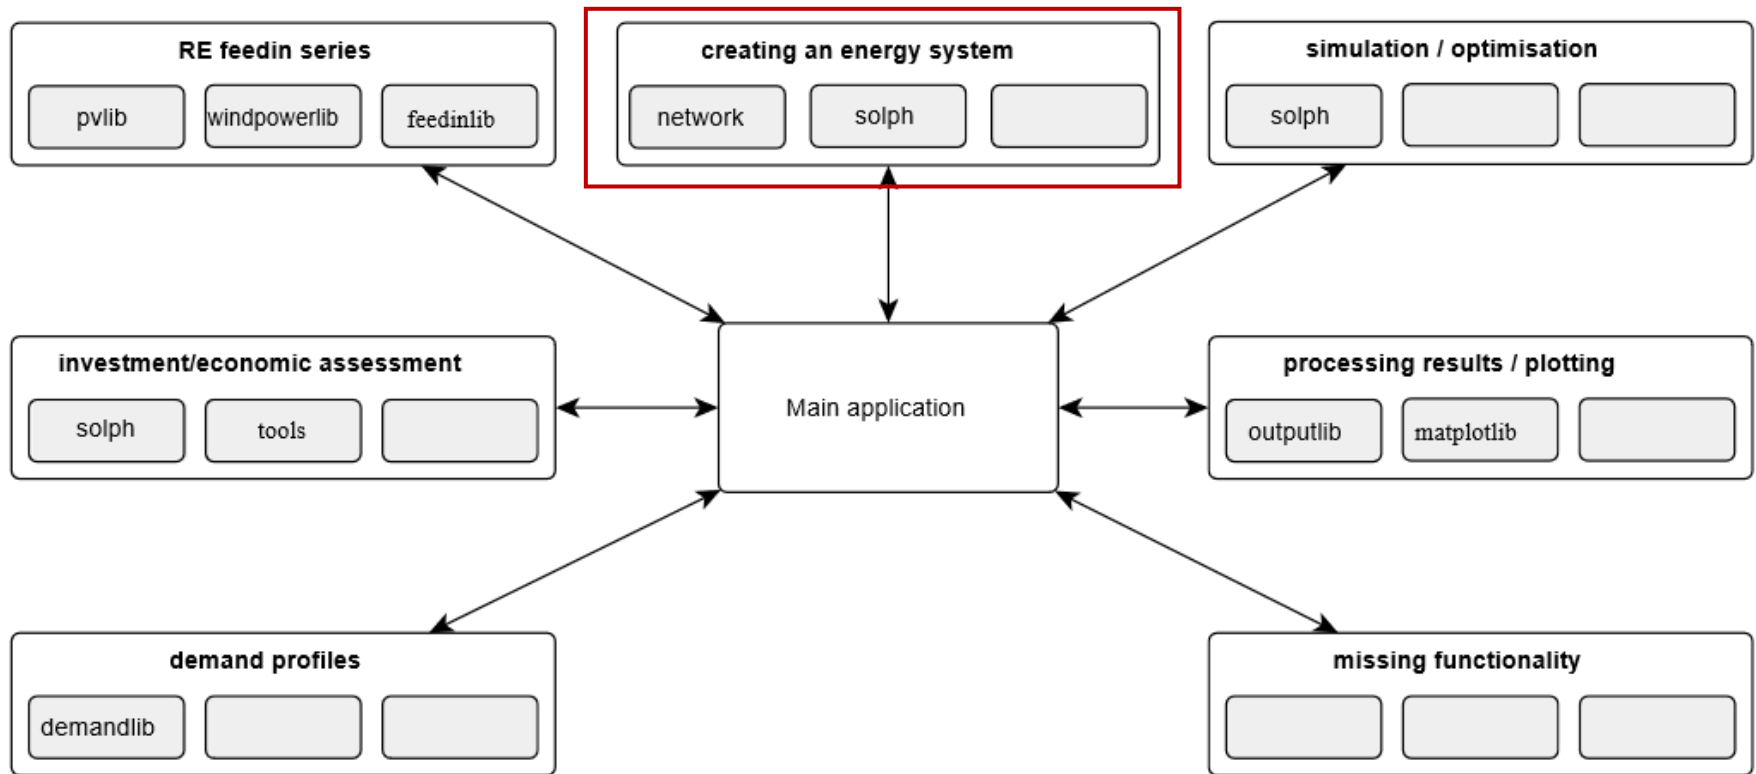 RE feedin series
pvlib
windpowerlib
feedinlib
creating an energy system
network
solph
simulation / optimisation
solph
investment/economic assessment
solph
tools
Main application
processing results / plotting
outputlib
matplotlib
demand profiles
demandlib
missing functionality